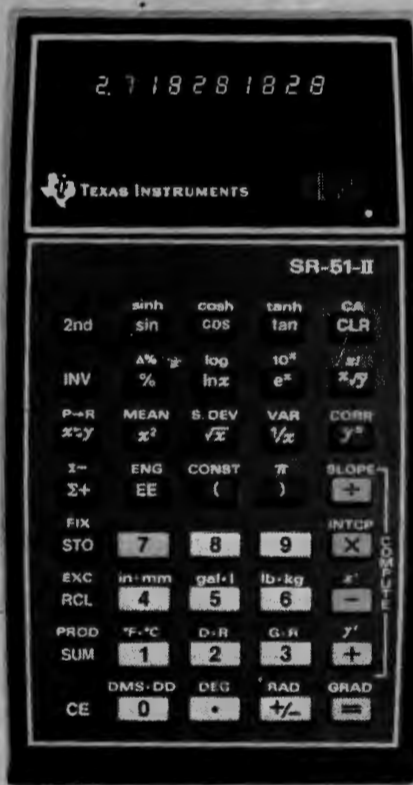 2.718281828
TEXAS INSTRUMENTS
SR-51-II
sinh cosh tanh CA
2nd sin cos tan CLR
Δ% log 10ˣ x!
INV % lnx eˣ ˣ√y
P→R MEAN S.DEV VAR CORR
x⇄y x² √x 1/x yˣ
Σ− ENG CONST π SLOPE
Σ+ EE ( ) ÷
FIX INTCP
STO 7 8 9 ×
EXC in·mm gal·l lb·kg x'
RCL 4 5 6 −
PROD °F·°C D·R G·R y'
SUM 1 2 3 +
DMS·DD DEG RAD GRAD
CE 0 . +/− =
COMPUTE